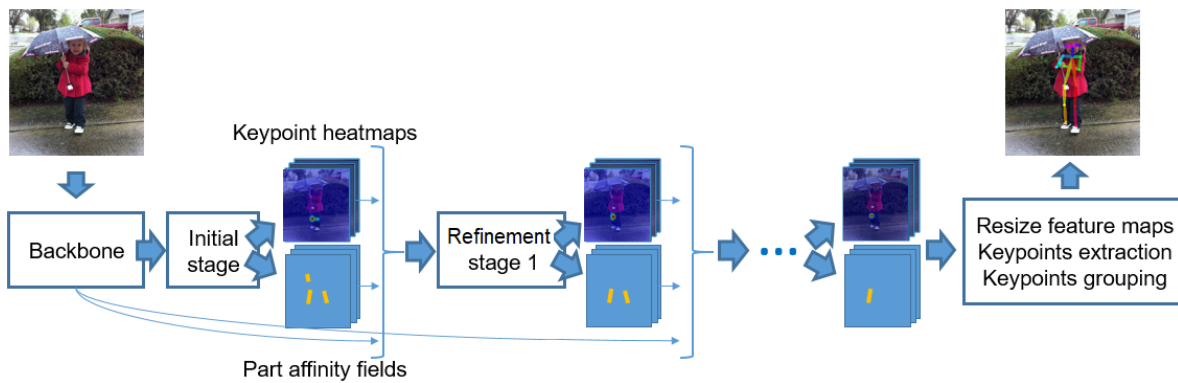 Keypoint heatmaps
Backbone
Initial
stage
Refinement
stage 1
...
Resize feature maps
Keypoints extraction
Keypoints grouping
Part affinity fields